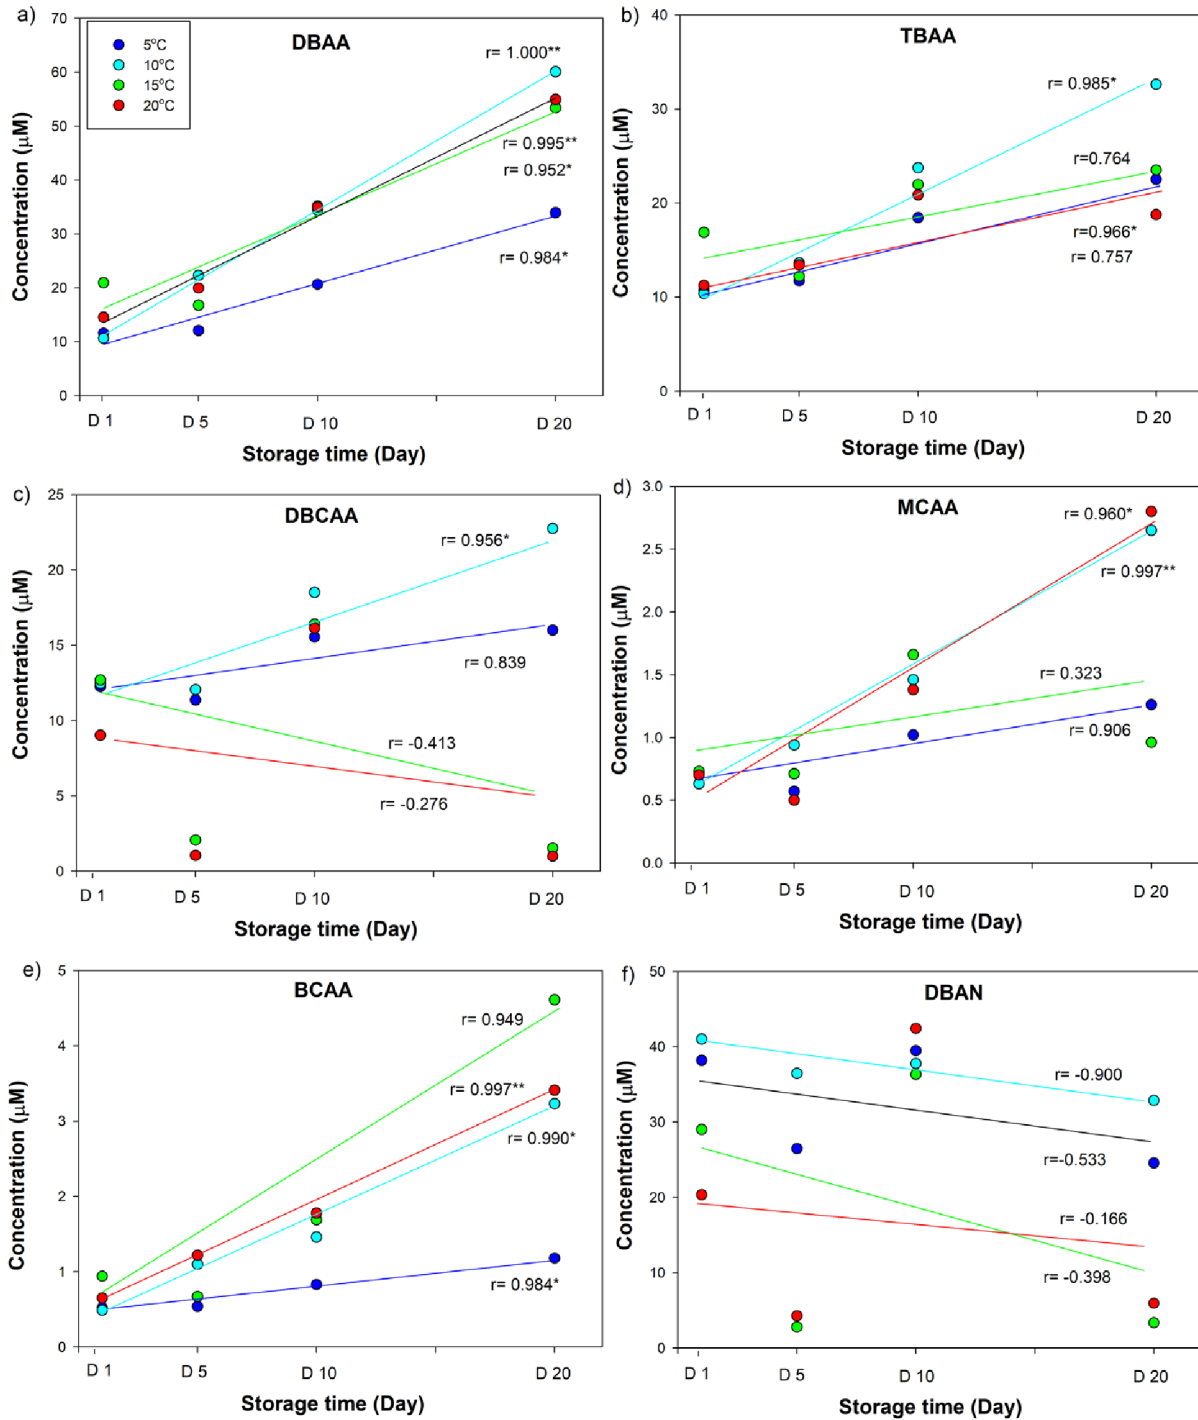 a)
DBAA
5°C
10°C
15°C
20°C
r= 1.000**
r= 0.995**
r= 0.952*
r= 0.984*
Concentration (μM)
70
60
50
40
30
20
10
0
D 1
D 5
D 10
D 20
Storage time (Day)
b)
TBAA
r= 0.985*
r=0.764
r=0.966*
r= 0.757
Concentration (μM)
40
30
20
10
0
D 1
D 5
D 10
D 20
Storage time (Day)
c)
DBCAA
r= 0.956*
r= 0.839
r= -0.413
r= -0.276
Concentration (μM)
25
20
15
10
5
0
D 1
D 5
D 10
D 20
Storage time (Day)
d)
MCAA
r= 0.960*
r= 0.997**
r= 0.323
r= 0.906
Concentration (μM)
3.0
2.5
2.0
1.5
1.0
0.5
0.0
D 1
D 5
D 10
D 20
Storage time (Day)
e)
BCAA
r= 0.949
r= 0.997**
r= 0.990*
r= 0.984*
Concentration (μM)
5
4
3
2
1
0
D 1
D 5
D 10
D 20
Storage time (Day)
f)
DBAN
r= -0.900
r=-0.533
r= -0.166
r= -0.398
Concentration (μM)
50
40
30
20
10
0
D 1
D 5
D 10
D 20
Storage time (Day)